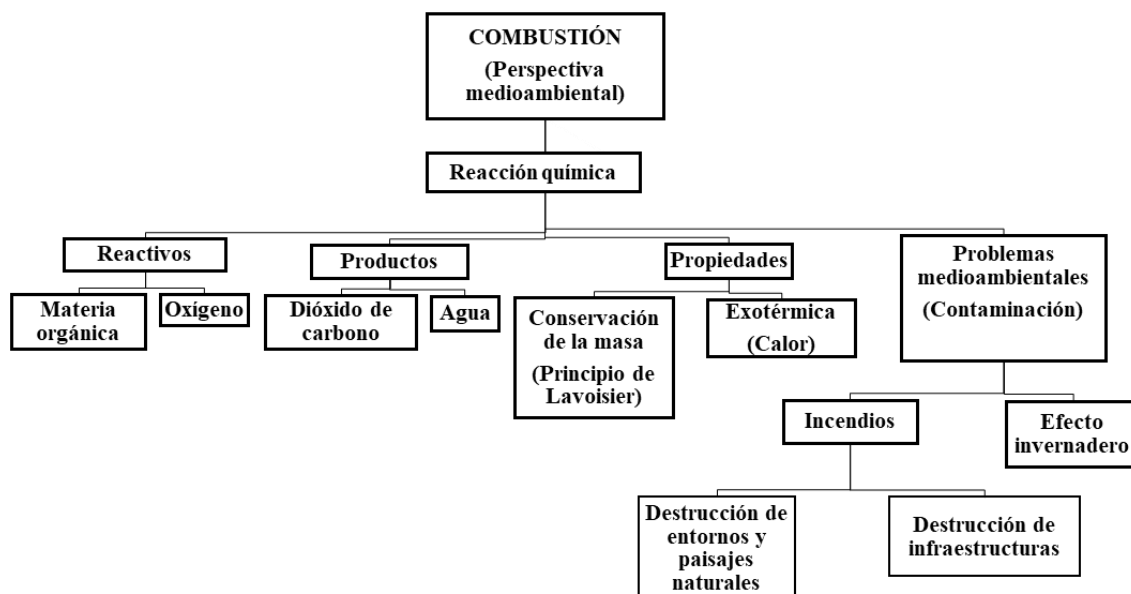 COMBUSTIÓN
(Perspectiva
medioambiental)
Reacción química
Reactivos
Productos
Propiedades
Problemas
medioambientales
(Contaminación)
Materia
orgánica
Oxígeno
Dióxido de
carbono
Agua
Conservación
de la masa
(Principio de
Lavoisier)
Exotérmica
(Calor)
Incendios
Efecto
invernadero
Destrucción de
entornos y
paisajes
naturales
Destrucción de
infraestructuras